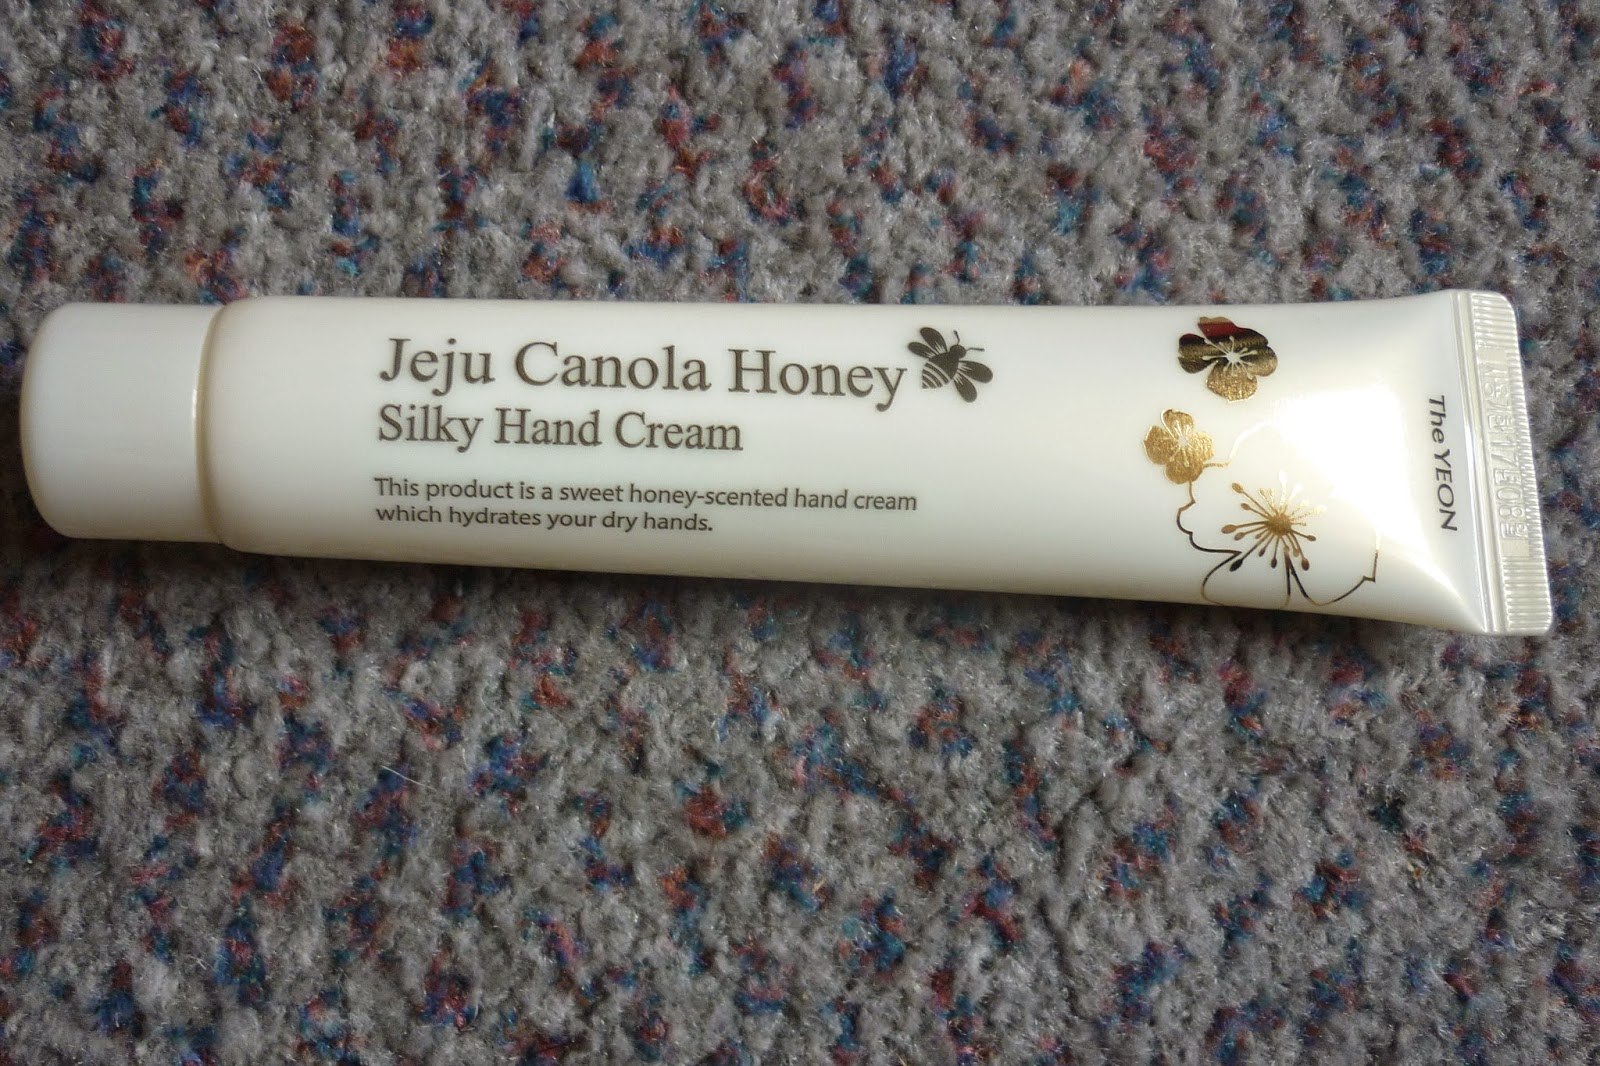 Jeju Canola Honey
Silky Hand Cream
This product is a sweet honey-scented hand cream
which hydrates your dry hands.
The YEON